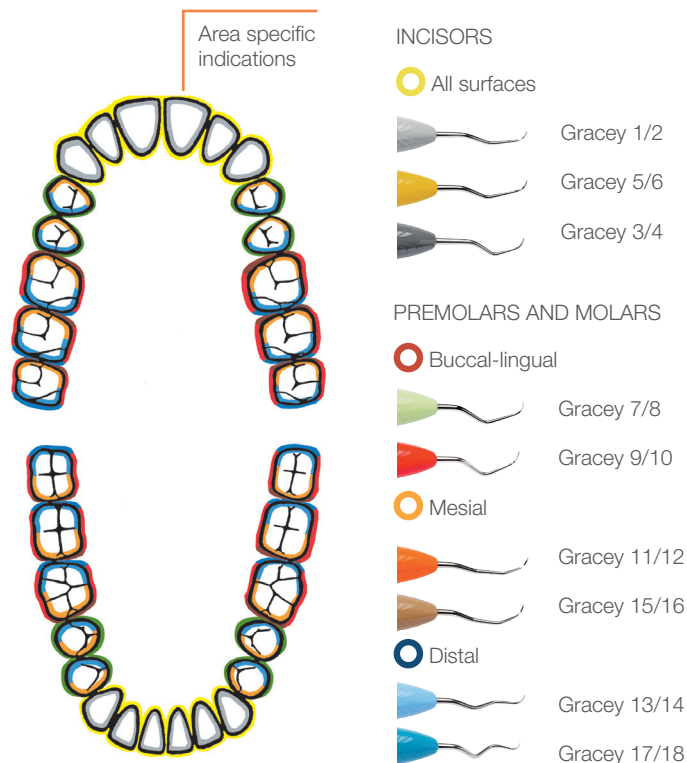 Area specific
indications
INCISORS
All surfaces
Gracey 1/2
Gracey 5/6
Gracey 3/4
PREMOLARS AND MOLARS
Buccal-lingual
Gracey 7/8
Gracey 9/10
Mesial
Gracey 11/12
Gracey 15/16
Distal
Gracey 13/14
Gracey 17/18